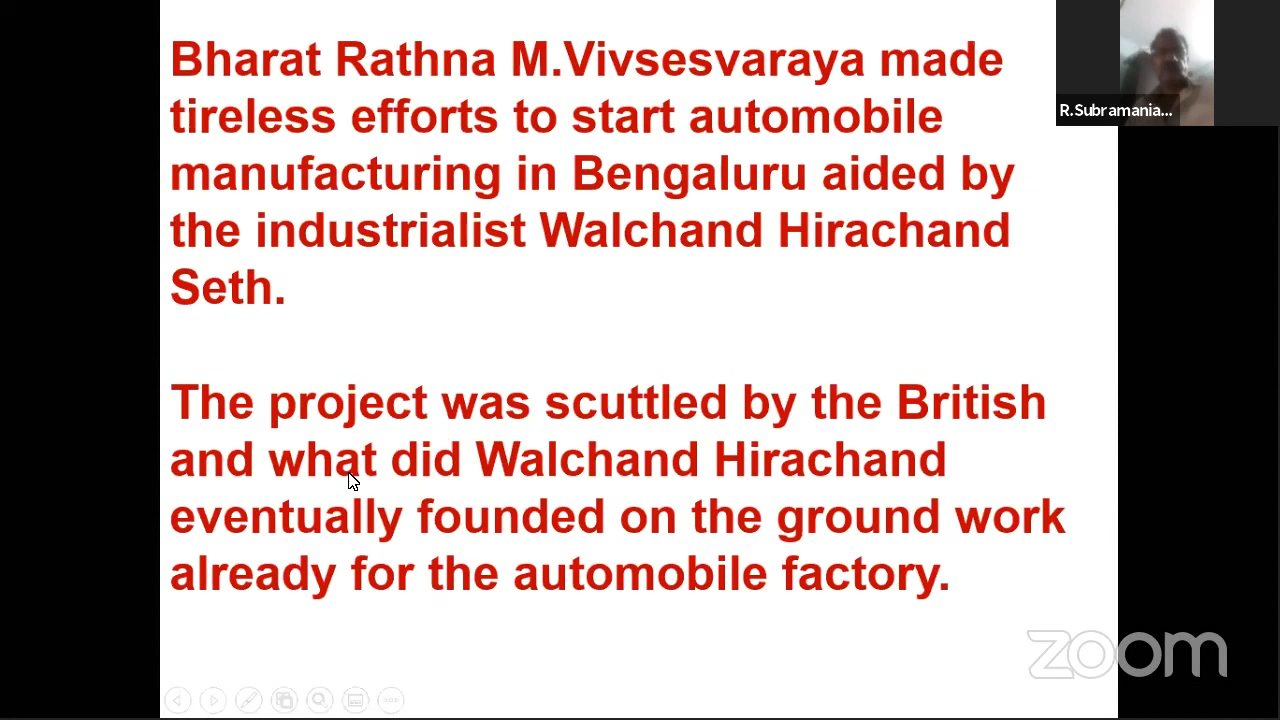 Bharat Rathna M.Vivsesvaraya made
tireless efforts to start automobile
manufacturing in Bengaluru aided by
the industrialist Walchand Hirachand
Seth.
The project was scuttled by the British
and what did Walchand Hirachand
eventually founded on the ground work
already for the automobile factory.
R.Subramania...
zoom